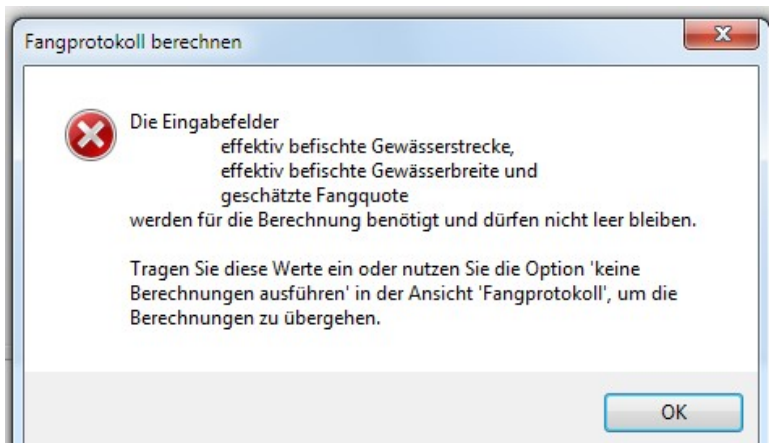 Fangprotokoll berechnen
Die Eingabefelder
effektiv befischte Gewässerstrecke,
effektiv befischte Gewässerbreite und
geschätzte Fangquote
werden für die Berechnung benötigt und dürfen nicht leer bleiben.
Tragen Sie diese Werte ein oder nutzen Sie die Option 'keine
Berechnungen ausführen' in der Ansicht 'Fangprotokoll', um die
Berechnungen zu übergehen.
OK